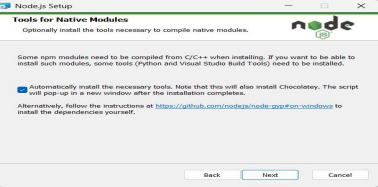 Node.js Setup
Tools for Native Modules
Optionally install the tools necessary to compile native modules.
node
JS
Some npm modules need to be compiled from C/C++ when installing. If you want to be able to
install such modules, some tools (Python and Visual Studio Build Tools) need to be installed.
Automatically install the necessary tools. Note that this will also install Chocolatey. The script
will pop-up in a new window after the installation completes.
Alternatively, follow the instructions at https://github.com/nodejs/node-gyp#on-windows to
install the dependencies yourself.
Back Next Cancel